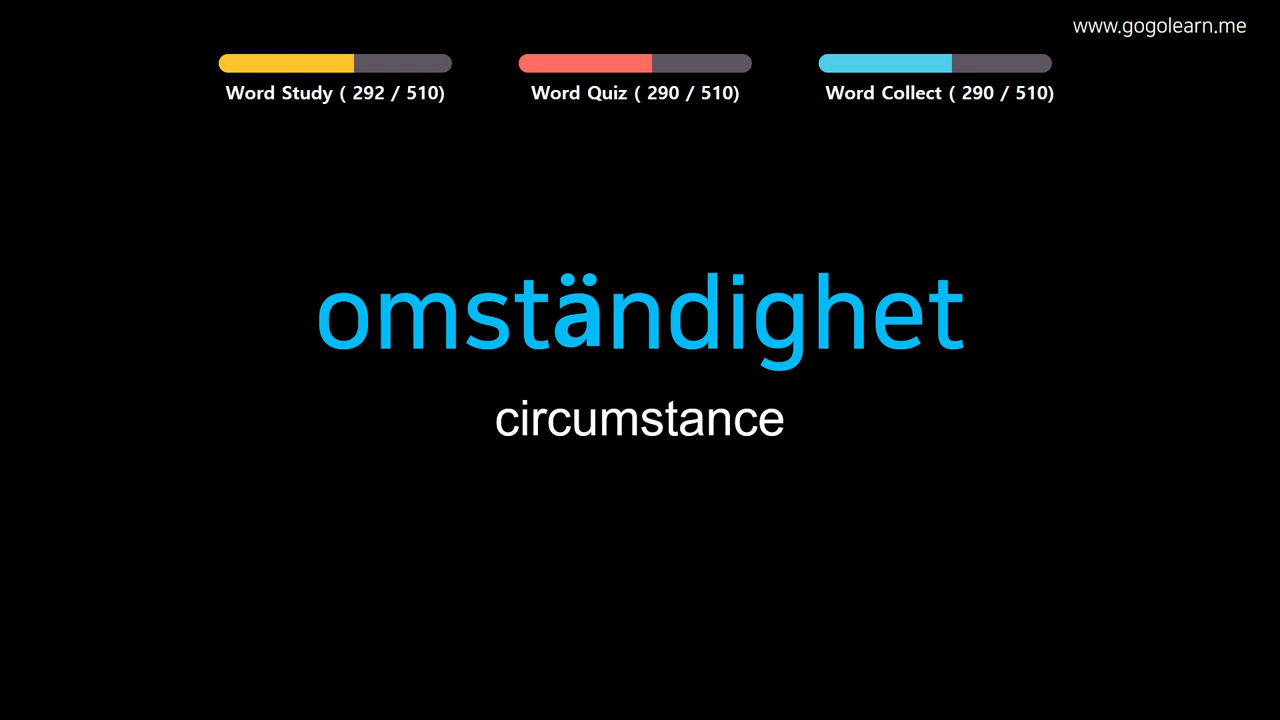 www.gogolearn.me
Word Study ( 292 / 510)
Word Quiz ( 290 / 510)
Word Collect ( 290 / 510)
omständighet
circumstance